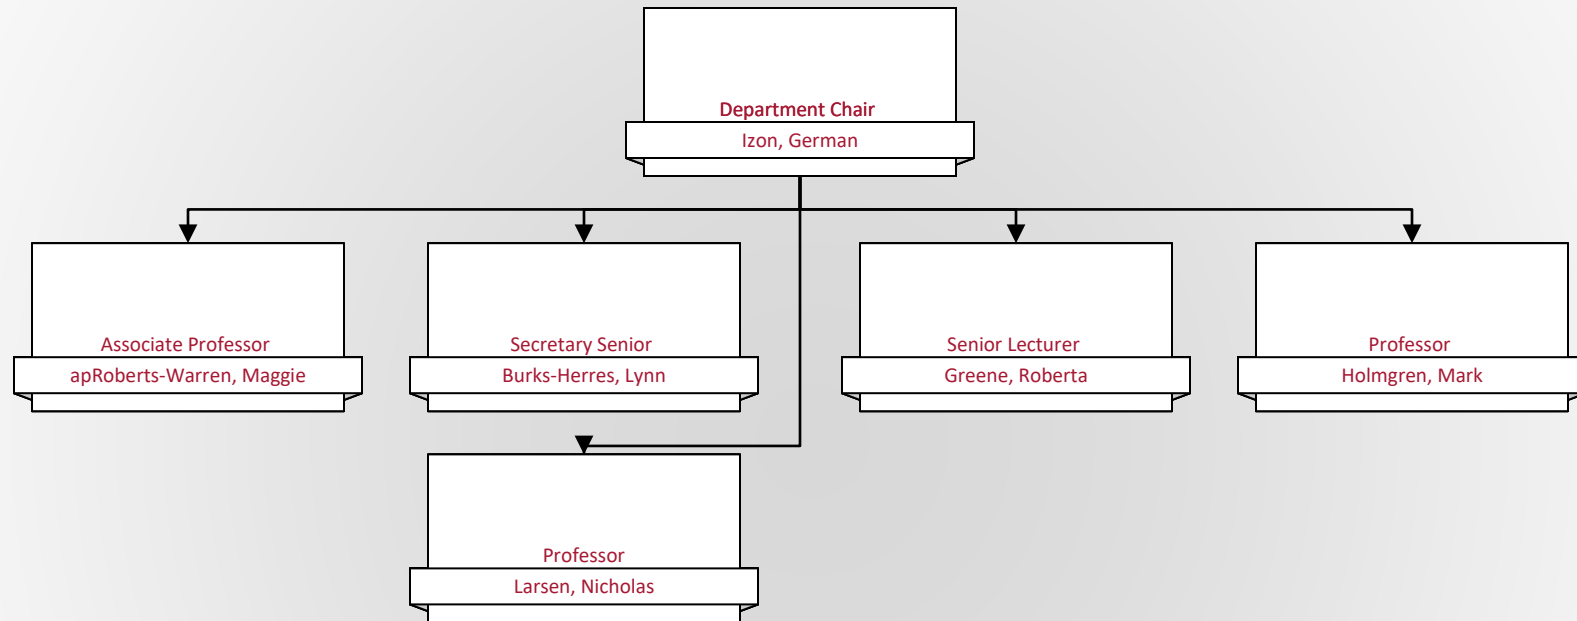 Department Chair
Izon, German
Associate Professor
apRoberts-Warren, Maggie
Secretary Senior
Burks-Herres, Lynn
Senior Lecturer
Greene, Roberta
Professor
Holmgren, Mark
Professor
Larsen, Nicholas